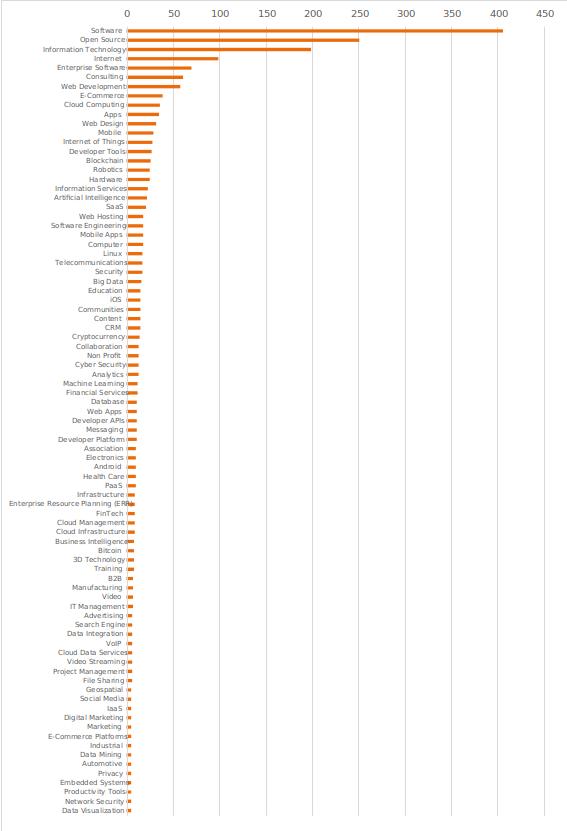 0 50 100 150 200 250 300 350 400 450
Software
Open Source
Information Technology
Internet
Enterprise Software
Consulting
Web Development
E-Commerce
Cloud Computing
Apps
Web Design
Mobile
Internet of Things
Developer Tools
Blockchain
Robotics
Hardware
Information Services
Artificial Intelligence
SaaS
Web Hosting
Software Engineering
Mobile Apps
Computer
Linux
Telecommunications
Security
Big Data
Education
iOS
Communities
Content
CRM
Cryptocurrency
Collaboration
Non Profit
Cyber Security
Analytics
Machine Learning
Financial Services
Database
Web Apps
Developer APIs
Messaging
Developer Platform
Association
Electronics
Android
Health Care
PaaS
Infrastructure
Enterprise Resource Planning (ERP)
FinTech
Cloud Management
Cloud Infrastructure
Business Intelligence
Bitcoin
3D Technology
Training
B2B
Manufacturing
Video
IT Management
Advertising
Search Engine
Data Integration
VoIP
Cloud Data Services
Video Streaming
Project Management
File Sharing
Geospatial
Social Media
IaaS
Digital Marketing
Marketing
E-Commerce Platforms
Industrial
Data Mining
Automotive
Privacy
Embedded Systems
Productivity Tools
Network Security
Data Visualization